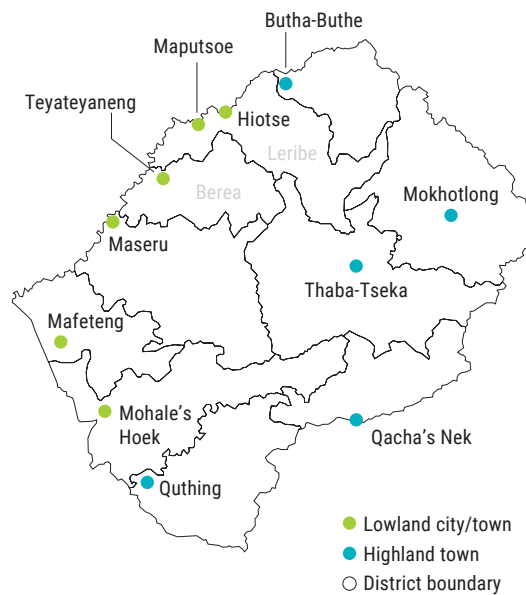 Butha-Buthe
Maputsoe
Teyateyaneng
Hiotse
Leribe
Berea
Mokhotlong
Maseru
Thaba-Tseka
Mafeteng
Mohale's
Hoek
Qacha's Nek
Quthing
Lowland city/town
Highland town
District boundary